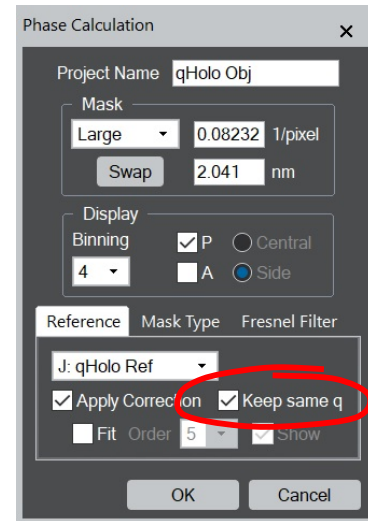 Phase Calculation ×
Project Name qHolo Obj
Mask
Large 0.08232 1/pixel
Swap 2.041 nm
Display
Binning P Central
4 A Side
Reference Mask Type Fresnel Filter
J: qHolo Ref
Apply Correction Keep same q
Fit Order 5 Show
OK Cancel